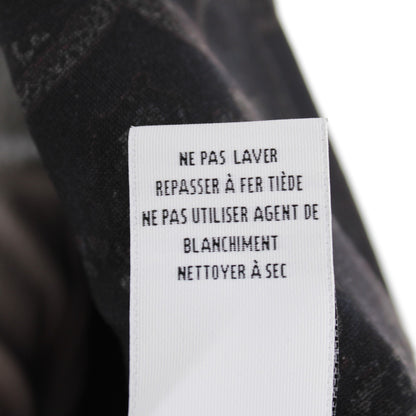 NE PAS LAVER
REPASSER À FER TIÈDE
NE PAS UTILISER AGENT DE
BLANCHIMENT
NETTOYER À SEC